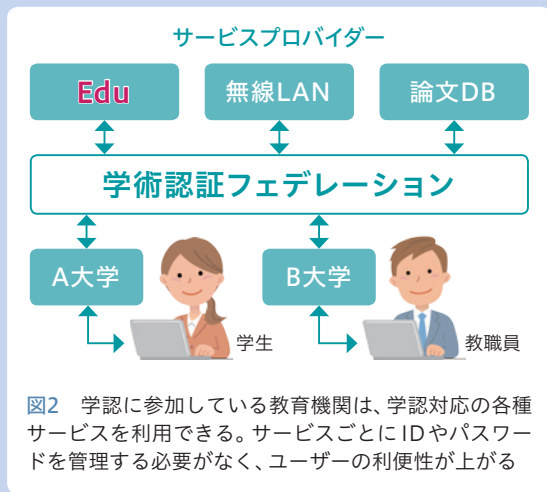 サービスプロバイダー
Edu 無線LAN 論文DB
学術認証フェデレーション
A大学 B大学
学生 教職員
図2 学認に参加している教育機関は、学認対応の各種
サービスを利用できる。サービスごとにIDやパスワー
ドを管理する必要がなく、ユーザーの利便性が上がる